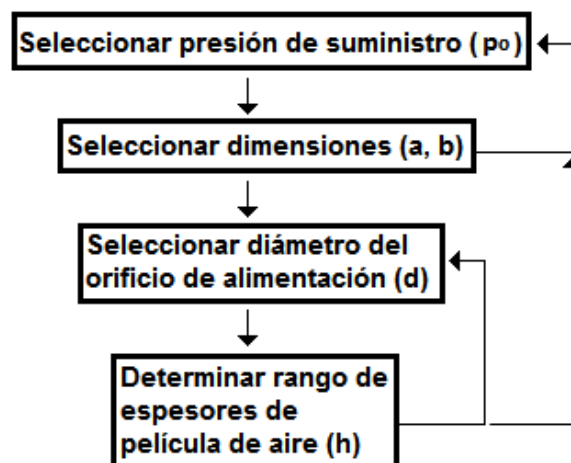 Seleccionar presión de suministro (po)
Seleccionar dimensiones (a, b)
Seleccionar diámetro del
orificio de alimentación (d)
Determinar rango de
espesores de
película de aire (h)